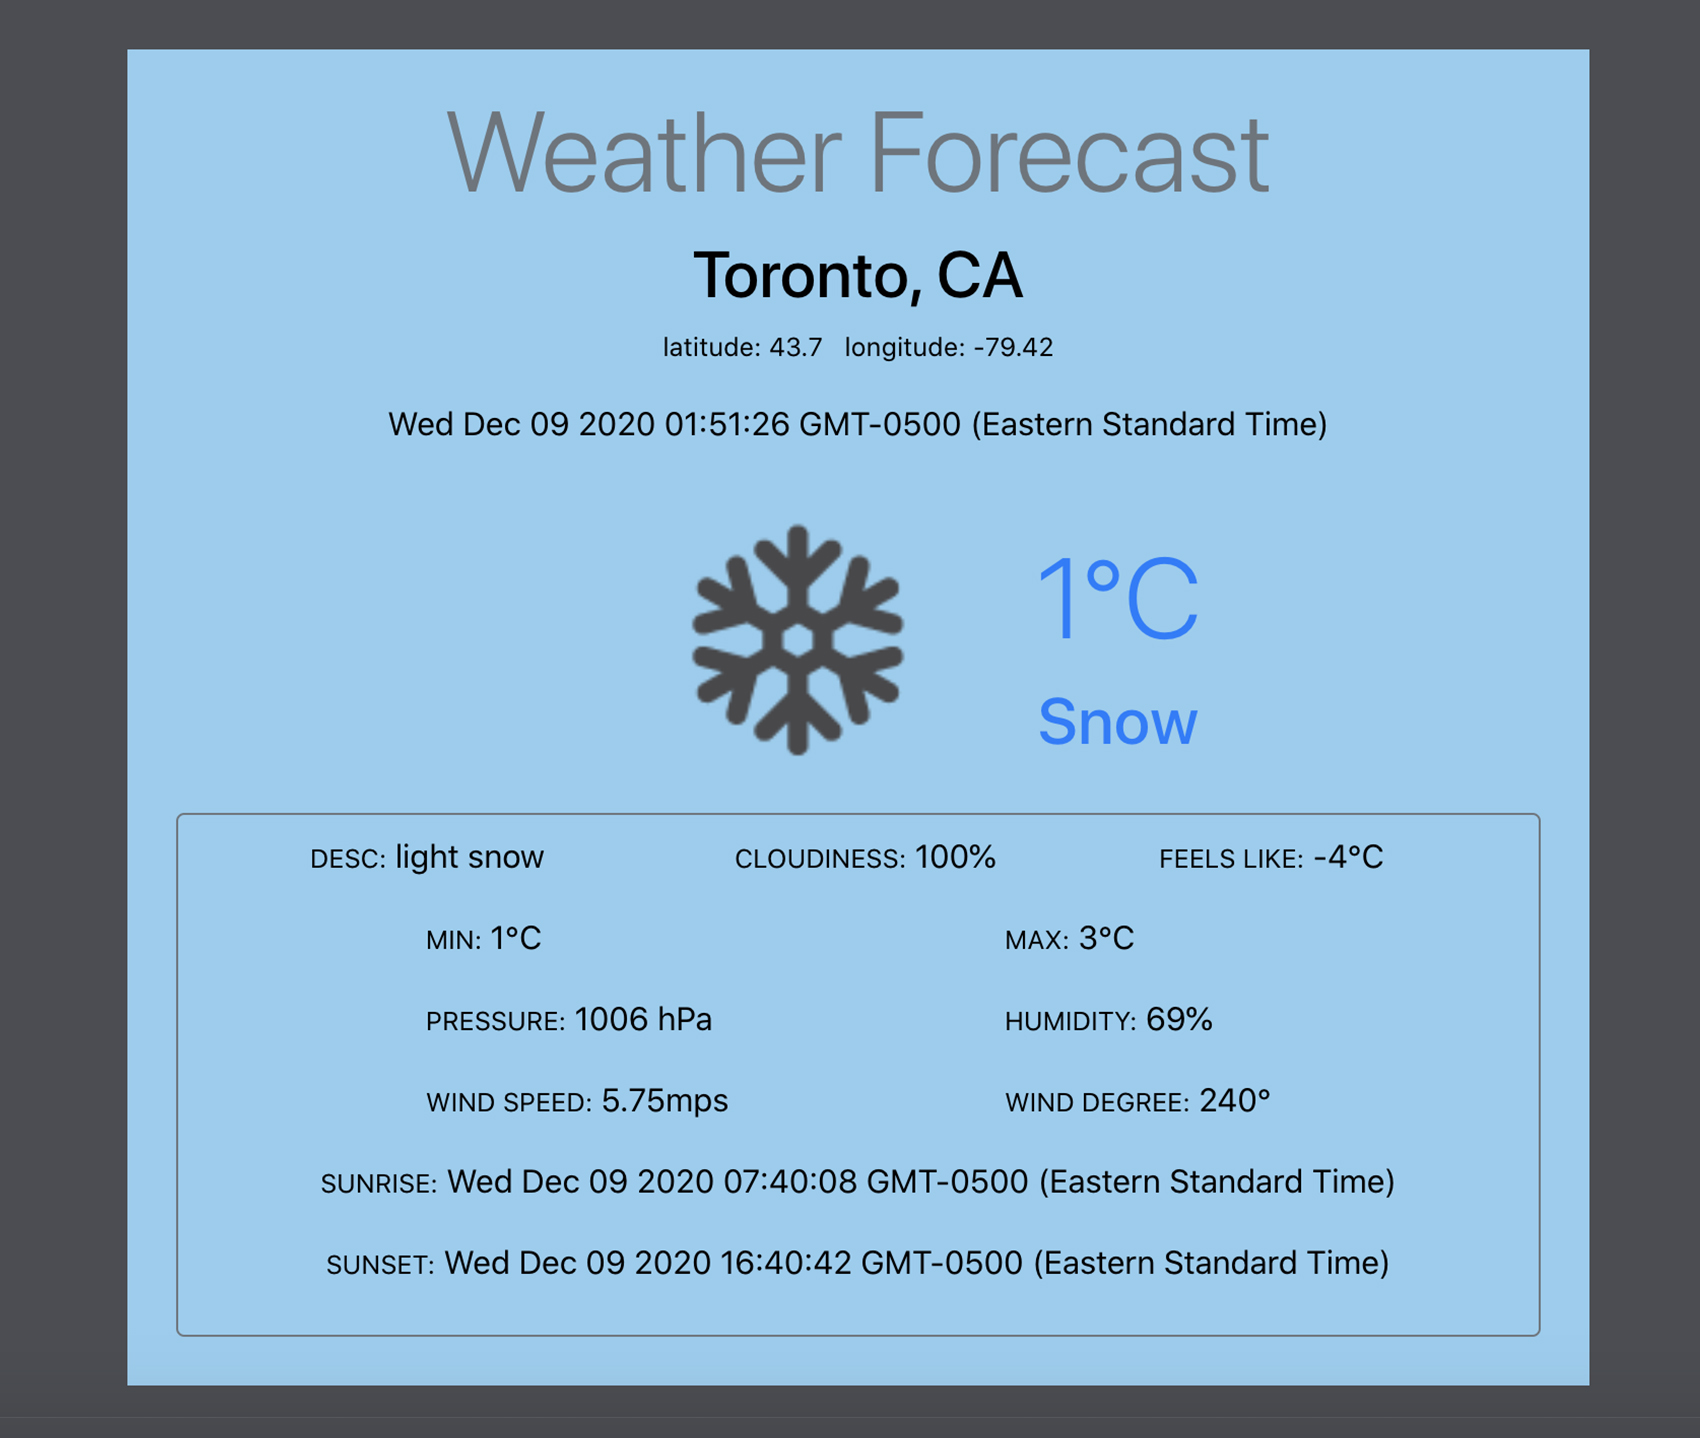 Weather Forecast
Toronto, CA
latitude: 43.7 longitude: -79.42
Wed Dec 09 2020 01:51:26 GMT-0500 (Eastern Standard Time)
1°C
Snow
DESC: light snow CLOUDINESS: 100% FEELS LIKE: -4°C
MIN: 1°C MAX: 3°C
PRESSURE: 1006 hPa HUMIDITY: 69%
WIND SPEED: 5.75mps WIND DEGREE: 240°
SUNRISE: Wed Dec 09 2020 07:40:08 GMT-0500 (Eastern Standard Time)
SUNSET: Wed Dec 09 2020 16:40:42 GMT-0500 (Eastern Standard Time)